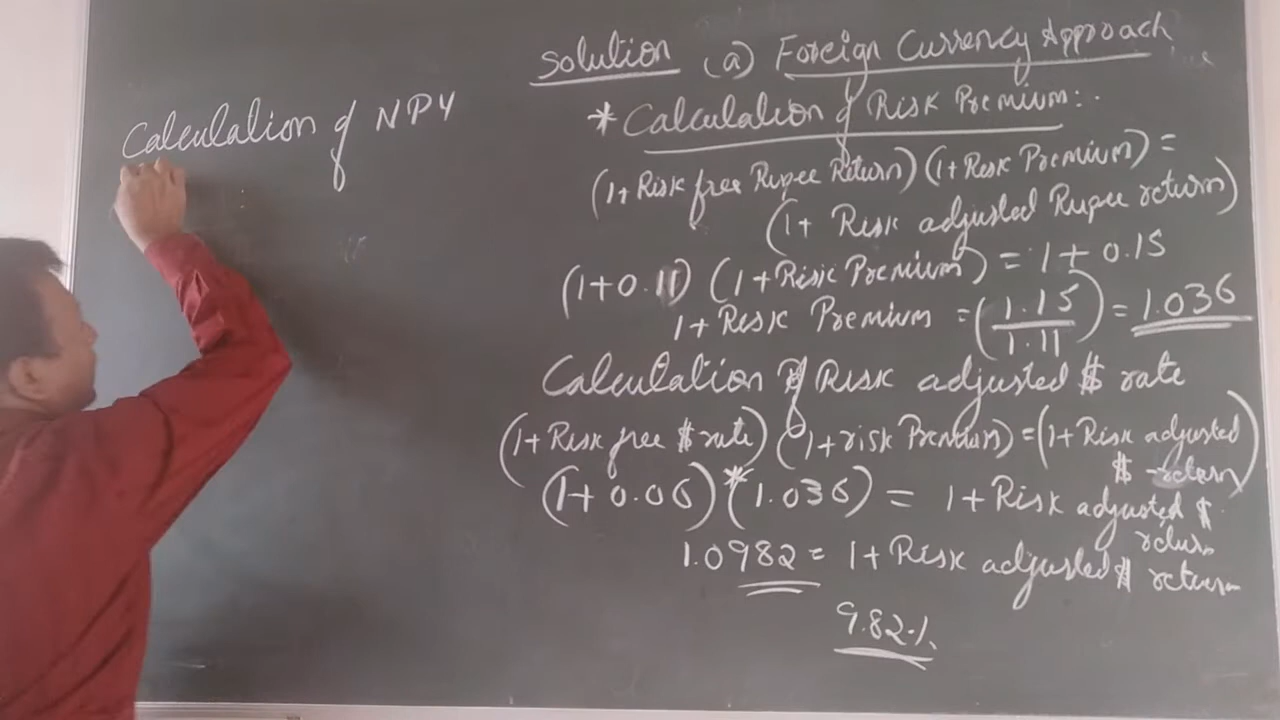 Calculation of NPV
Solution (a) Foreign Currency Approach
* Calculation of Risk Premium:.
(1+Risk free Rupee Return)(1+Risk Premium) =
(1+ Risk adjusted Rupee return)
(1+0.11) (1+Risk Premium) = 1+0.15
1+Risk Premium = (1.15/1.11) = 1.036
Calculation of Risk adjusted $ rate
(1+Risk free $ rate) (1+risk Premium) = (1+Risk adjusted
$ return)
(1+0.06)*(1.036) = 1+Risk adjusted $
return
1.0982 = 1+Risk adjusted $ return
9.82%